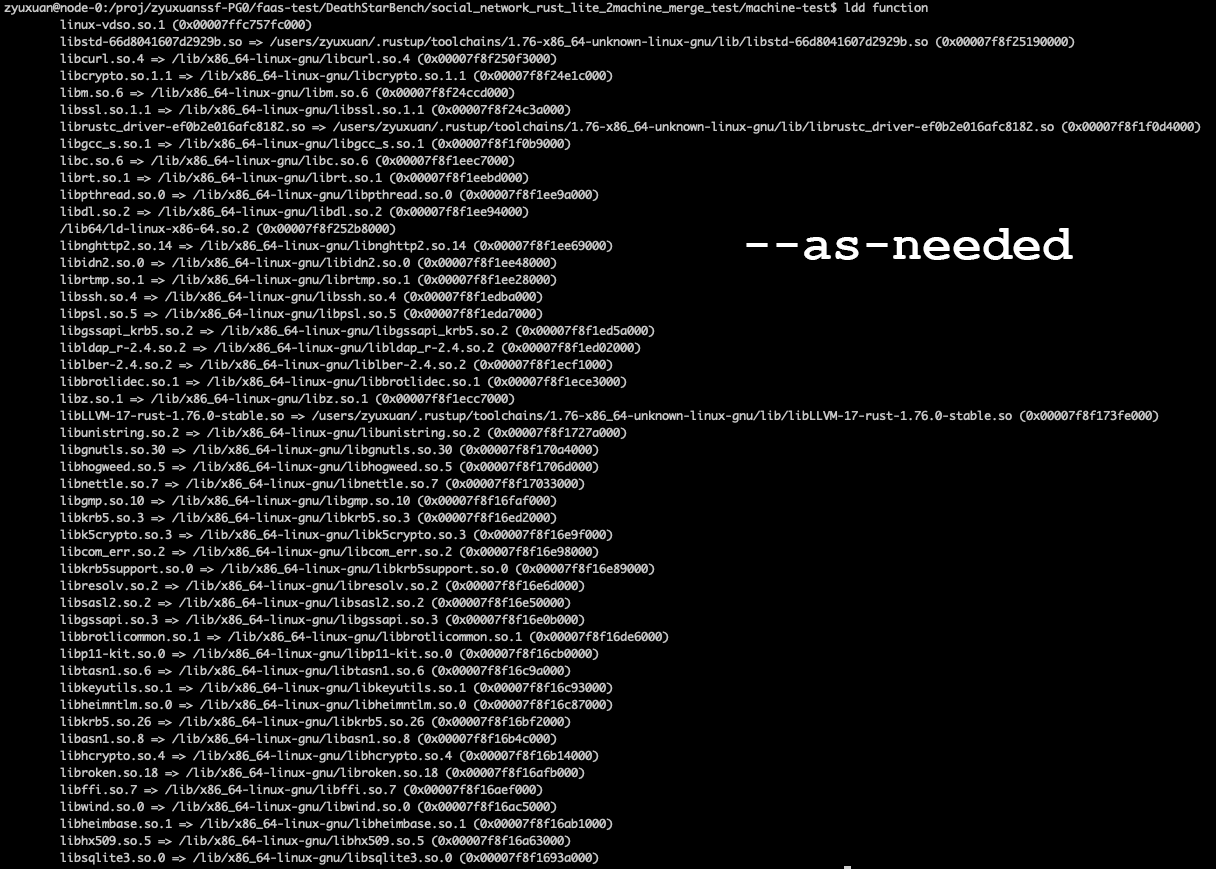 zyuxuan@node-0:/proj/zyuxuanssf-PG0/faas-test/DeathStarBench/social_network_rust_lite_2machine_merge_test/machine-test$ ldd function
linux-vdso.so.1 (0x00007ffc757fc000)
libstd-66d8041607d2929b.so => /users/zyuxuan/.rustup/toolchains/1.76-x86_64-unknown-linux-gnu/lib/libstd-66d8041607d2929b.so (0x00007f8f25190000)
libcurl.so.4 => /lib/x86_64-linux-gnu/libcurl.so.4 (0x00007f8f250f3000)
libcrypto.so.1.1 => /lib/x86_64-linux-gnu/libcrypto.so.1.1 (0x00007f8f24e1c000)
libm.so.6 => /lib/x86_64-linux-gnu/libm.so.6 (0x00007f8f24ccd000)
libssl.so.1.1 => /lib/x86_64-linux-gnu/libssl.so.1.1 (0x00007f8f24c3a000)
librustc_driver-ef0b2e016afc8182.so => /users/zyuxuan/.rustup/toolchains/1.76-x86_64-unknown-linux-gnu/lib/librustc_driver-ef0b2e016afc8182.so (0x00007f8f1f0d4000)
libgcc_s.so.1 => /lib/x86_64-linux-gnu/libgcc_s.so.1 (0x00007f8f1f0b9000)
libc.so.6 => /lib/x86_64-linux-gnu/libc.so.6 (0x00007f8f1eec7000)
librt.so.1 => /lib/x86_64-linux-gnu/librt.so.1 (0x00007f8f1eebd000)
libpthread.so.0 => /lib/x86_64-linux-gnu/libpthread.so.0 (0x00007f8f1ee9a000)
libdl.so.2 => /lib/x86_64-linux-gnu/libdl.so.2 (0x00007f8f1ee94000)
/lib64/ld-linux-x86-64.so.2 (0x00007f8f252b8000)
libnghttp2.so.14 => /lib/x86_64-linux-gnu/libnghttp2.so.14 (0x00007f8f1ee69000)
--as-needed
libidn2.so.0 => /lib/x86_64-linux-gnu/libidn2.so.0 (0x00007f8f1ee48000)
librtmp.so.1 => /lib/x86_64-linux-gnu/librtmp.so.1 (0x00007f8f1ee28000)
libssh.so.4 => /lib/x86_64-linux-gnu/libssh.so.4 (0x00007f8f1edba000)
libpsl.so.5 => /lib/x86_64-linux-gnu/libpsl.so.5 (0x00007f8f1eda7000)
libgssapi_krb5.so.2 => /lib/x86_64-linux-gnu/libgssapi_krb5.so.2 (0x00007f8f1ed5a000)
libldap_r-2.4.so.2 => /lib/x86_64-linux-gnu/libldap_r-2.4.so.2 (0x00007f8f1ed02000)
liblber-2.4.so.2 => /lib/x86_64-linux-gnu/liblber-2.4.so.2 (0x00007f8f1ecf1000)
libbrotlidec.so.1 => /lib/x86_64-linux-gnu/libbrotlidec.so.1 (0x00007f8f1ece3000)
libz.so.1 => /lib/x86_64-linux-gnu/libz.so.1 (0x00007f8f1ecc7000)
libLLVM-17-rust-1.76.0-stable.so => /users/zyuxuan/.rustup/toolchains/1.76-x86_64-unknown-linux-gnu/lib/libLLVM-17-rust-1.76.0-stable.so (0x00007f8f173fe000)
libunistring.so.2 => /lib/x86_64-linux-gnu/libunistring.so.2 (0x00007f8f1727a000)
libgnutls.so.30 => /lib/x86_64-linux-gnu/libgnutls.so.30 (0x00007f8f170a4000)
libhogweed.so.5 => /lib/x86_64-linux-gnu/libhogweed.so.5 (0x00007f8f1706d000)
libnettle.so.7 => /lib/x86_64-linux-gnu/libnettle.so.7 (0x00007f8f17033000)
libgmp.so.10 => /lib/x86_64-linux-gnu/libgmp.so.10 (0x00007f8f16faf000)
libkrb5.so.3 => /lib/x86_64-linux-gnu/libkrb5.so.3 (0x00007f8f16ed2000)
libk5crypto.so.3 => /lib/x86_64-linux-gnu/libk5crypto.so.3 (0x00007f8f16e9f000)
libcom_err.so.2 => /lib/x86_64-linux-gnu/libcom_err.so.2 (0x00007f8f16e98000)
libkrb5support.so.0 => /lib/x86_64-linux-gnu/libkrb5support.so.0 (0x00007f8f16e89000)
libresolv.so.2 => /lib/x86_64-linux-gnu/libresolv.so.2 (0x00007f8f16e6d000)
libsasl2.so.2 => /lib/x86_64-linux-gnu/libsasl2.so.2 (0x00007f8f16e50000)
libgssapi.so.3 => /lib/x86_64-linux-gnu/libgssapi.so.3 (0x00007f8f16e0b000)
libbrotlicommon.so.1 => /lib/x86_64-linux-gnu/libbrotlicommon.so.1 (0x00007f8f16de6000)
libp11-kit.so.0 => /lib/x86_64-linux-gnu/libp11-kit.so.0 (0x00007f8f16cb0000)
libtasn1.so.6 => /lib/x86_64-linux-gnu/libtasn1.so.6 (0x00007f8f16c9a000)
libkeyutils.so.1 => /lib/x86_64-linux-gnu/libkeyutils.so.1 (0x00007f8f16c93000)
libheimntlm.so.0 => /lib/x86_64-linux-gnu/libheimntlm.so.0 (0x00007f8f16c87000)
libkrb5.so.26 => /lib/x86_64-linux-gnu/libkrb5.so.26 (0x00007f8f16bf2000)
libasn1.so.8 => /lib/x86_64-linux-gnu/libasn1.so.8 (0x00007f8f16b4c000)
libhcrypto.so.4 => /lib/x86_64-linux-gnu/libhcrypto.so.4 (0x00007f8f16b14000)
libroken.so.18 => /lib/x86_64-linux-gnu/libroken.so.18 (0x00007f8f16afb000)
libffi.so.7 => /lib/x86_64-linux-gnu/libffi.so.7 (0x00007f8f16aef000)
libwind.so.0 => /lib/x86_64-linux-gnu/libwind.so.0 (0x00007f8f16ac5000)
libheimbase.so.1 => /lib/x86_64-linux-gnu/libheimbase.so.1 (0x00007f8f16ab1000)
libhx509.so.5 => /lib/x86_64-linux-gnu/libhx509.so.5 (0x00007f8f16a63000)
libsqlite3.so.0 => /lib/x86_64-linux-gnu/libsqlite3.so.0 (0x00007f8f1693a000)